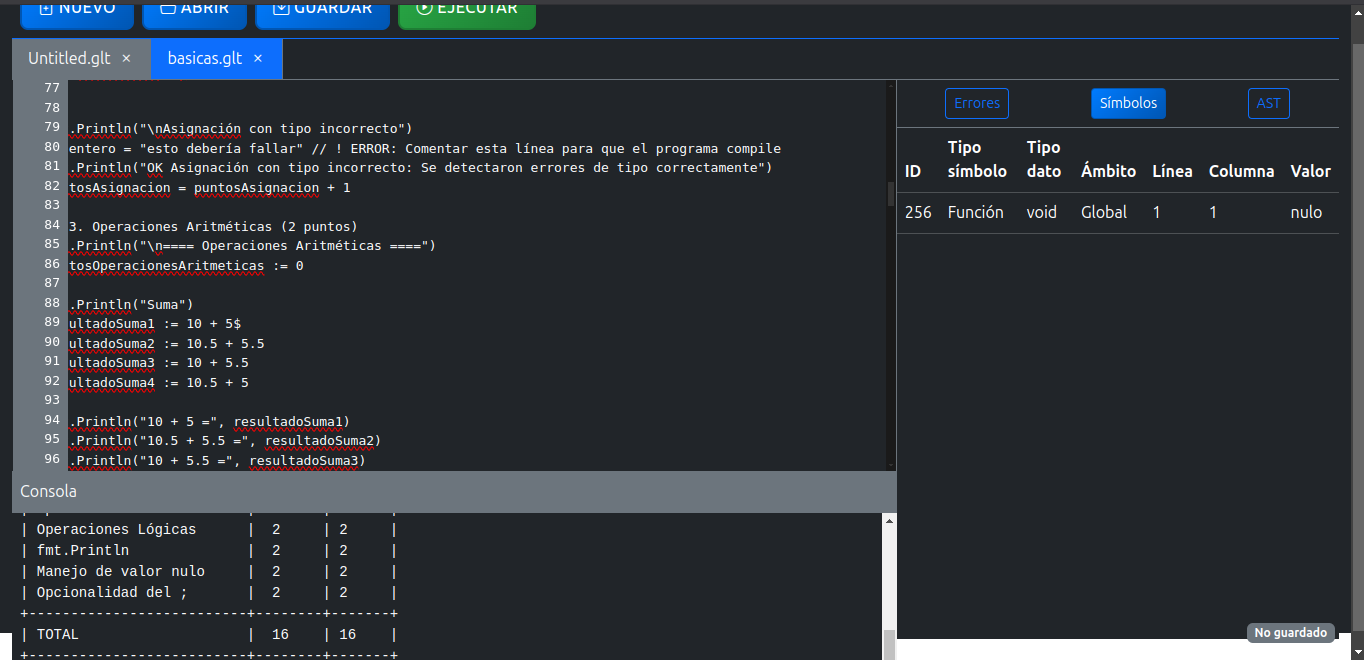 NUEVO ABRIR GUARDAR EJECUTAR
Untitled.glt × basicas.glt ×
77
78
79 .Println("\nAsignación con tipo incorrecto")
80 entero = "esto debería fallar" // ! ERROR: Comentar esta línea para que el programa compile
81 .Println("OK Asignación con tipo incorrecto: Se detectaron errores de tipo correctamente")
82 tosAsignacion = puntosAsignacion + 1
83
84 3. Operaciones Aritméticas (2 puntos)
85 .Println("\n==== Operaciones Aritméticas ====")
86 tosOperacionesAritmeticas := 0
87
88 .Println("Suma")
89 ultadoSuma1 := 10 + 5$
90 ultadoSuma2 := 10.5 + 5.5
91 ultadoSuma3 := 10 + 5.5
92 ultadoSuma4 := 10.5 + 5
93
94 .Println("10 + 5 =", resultadoSuma1)
95 .Println("10.5 + 5.5 =", resultadoSuma2)
96 .Println("10 + 5.5 =", resultadoSuma3)
Consola
| Operaciones Lógicas | 2 | 2 |
| fmt.Println | 2 | 2 |
| Manejo de valor nulo | 2 | 2 |
| Opcionalidad del ; | 2 | 2 |
+---------------------------+--------+-------+
| TOTAL | 16 | 16 |
+---------------------------+--------+-------+
Errores Símbolos AST
ID Tipo símbolo Tipo dato Ámbito Línea Columna Valor
256 Función void Global 1 1 nulo
No guardado